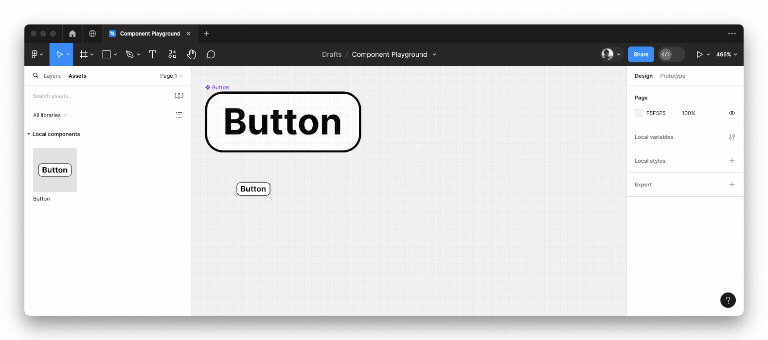 Component Playground
Drafts / Component Playground
Share
466%
Layers
Assets
Page 1
Design
Prototype
Search assets...
All libraries
Local components
Button
Button
Button
Button
Button
Page
F5F5F5
100%
Local variables
Local styles
Export
?